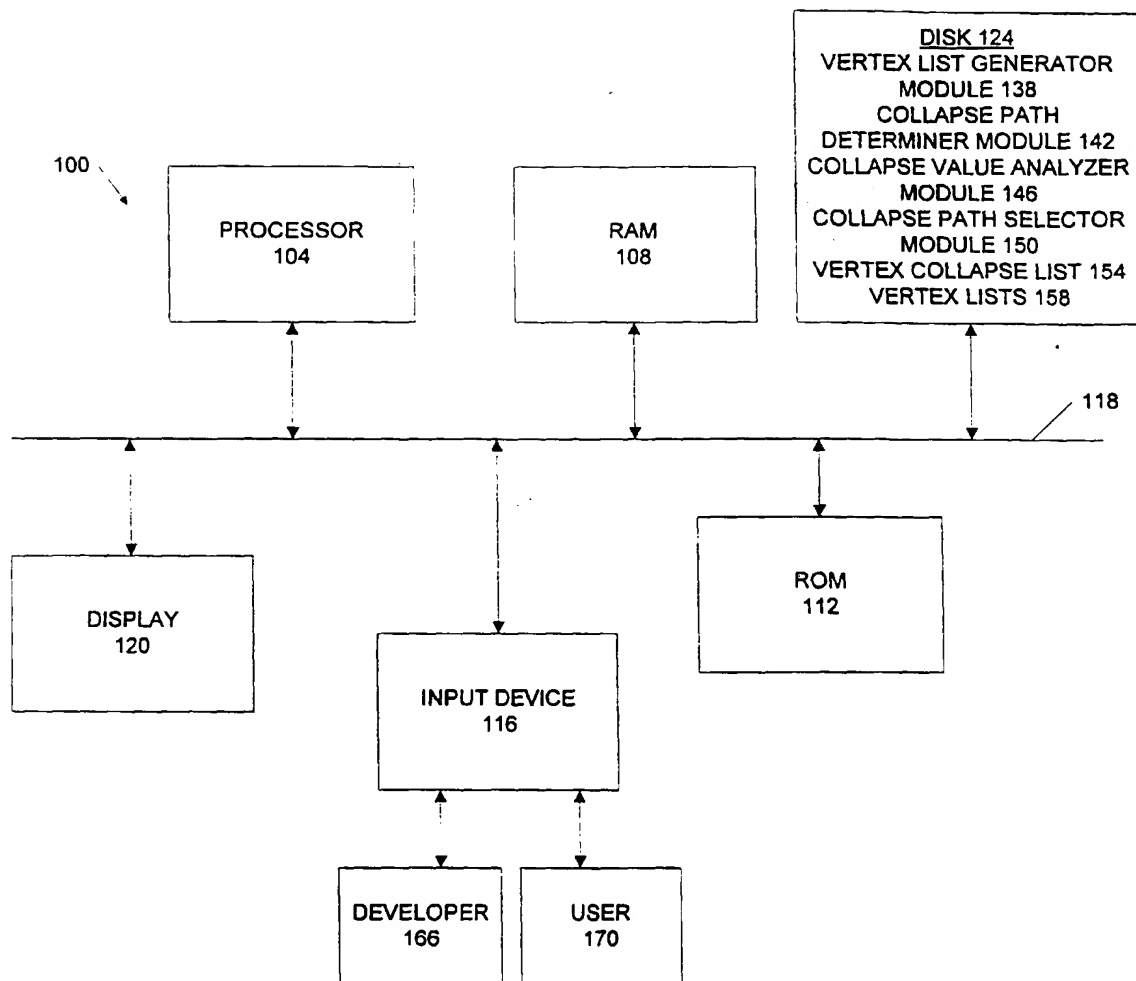 DISK 124
VERTEX LIST GENERATOR
MODULE 138
COLLAPSE PATH
DETERMINER MODULE 142
COLLAPSE VALUE ANALYZER
MODULE 146
COLLAPSE PATH SELECTOR
MODULE 150
VERTEX COLLAPSE LIST 154
VERTEX LISTS 158
100
PROCESSOR
104
RAM
108
118
DISPLAY
120
INPUT DEVICE
116
ROM
112
DEVELOPER
166
USER
170